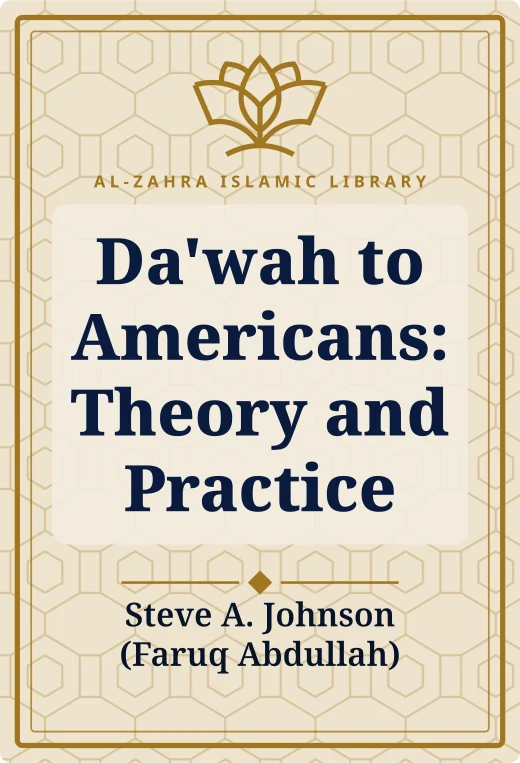 AL-ZAHRA ISLAMIC LIBRARY
Da'wah to
Americans:
Theory and
Practice
Steve A. Johnson
(Faruq Abdullah)